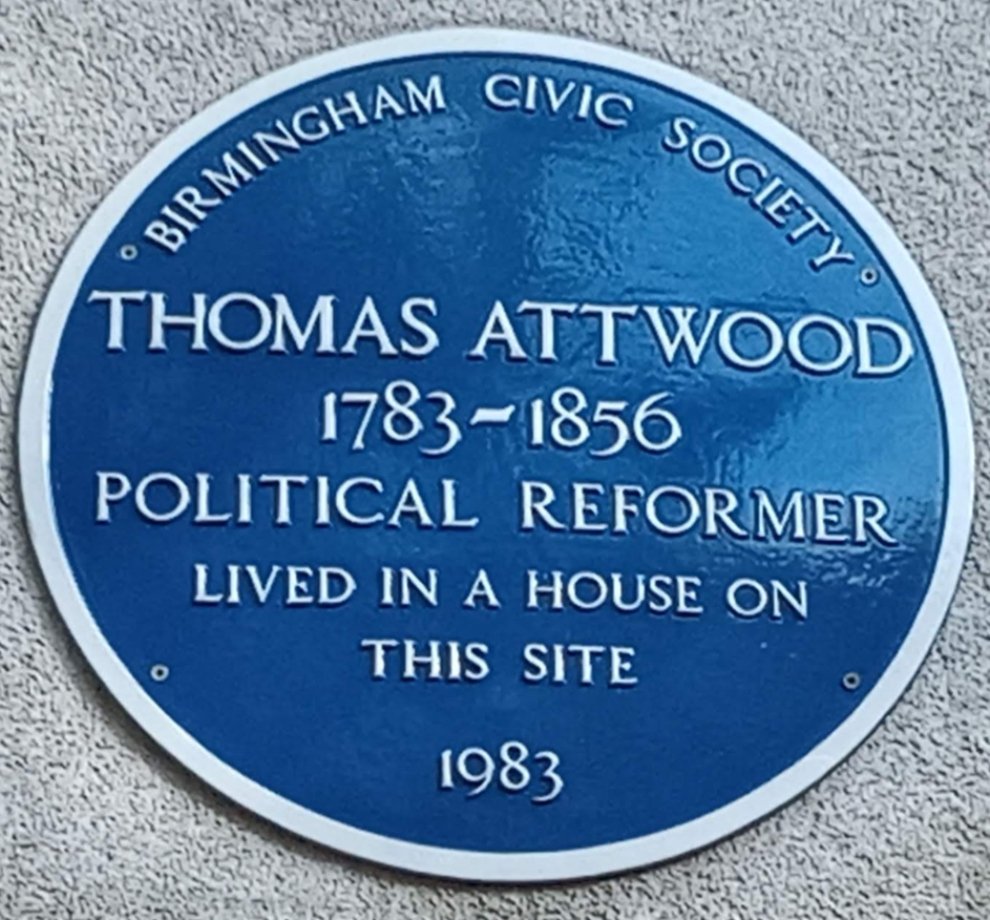 BIRMINGHAM CIVIC SOCIETY
THOMAS ATTWOOD
1783-1856
POLITICAL REFORMER
LIVED IN A HOUSE ON
THIS SITE
1983